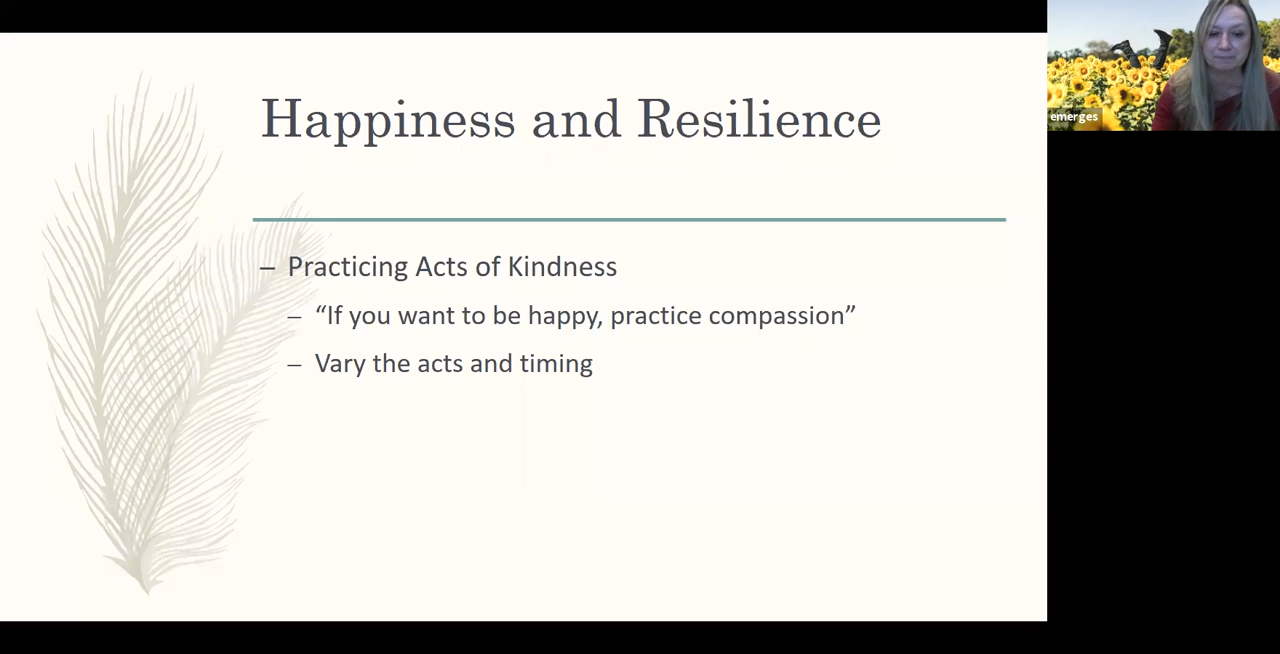 Happiness and Resilience
– Practicing Acts of Kindness
– “If you want to be happy, practice compassion”
– Vary the acts and timing
emerges